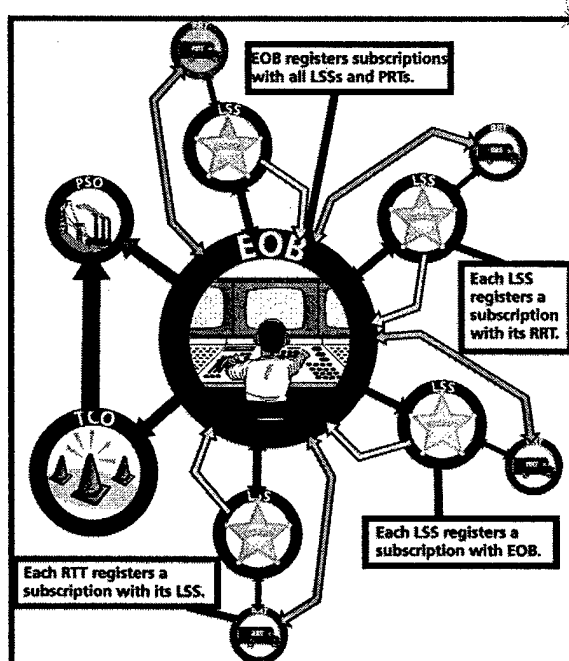 EOB registers subscriptions
with all LSSs and PRTs.
LSS
PSO
LSS
EOB
Each LSS
registers a
subscription
with its RRT.
LSS
TCO
LSS
Each LSS registers a
subscription with EOB.
Each RTT registers a
subscription with its LSS.